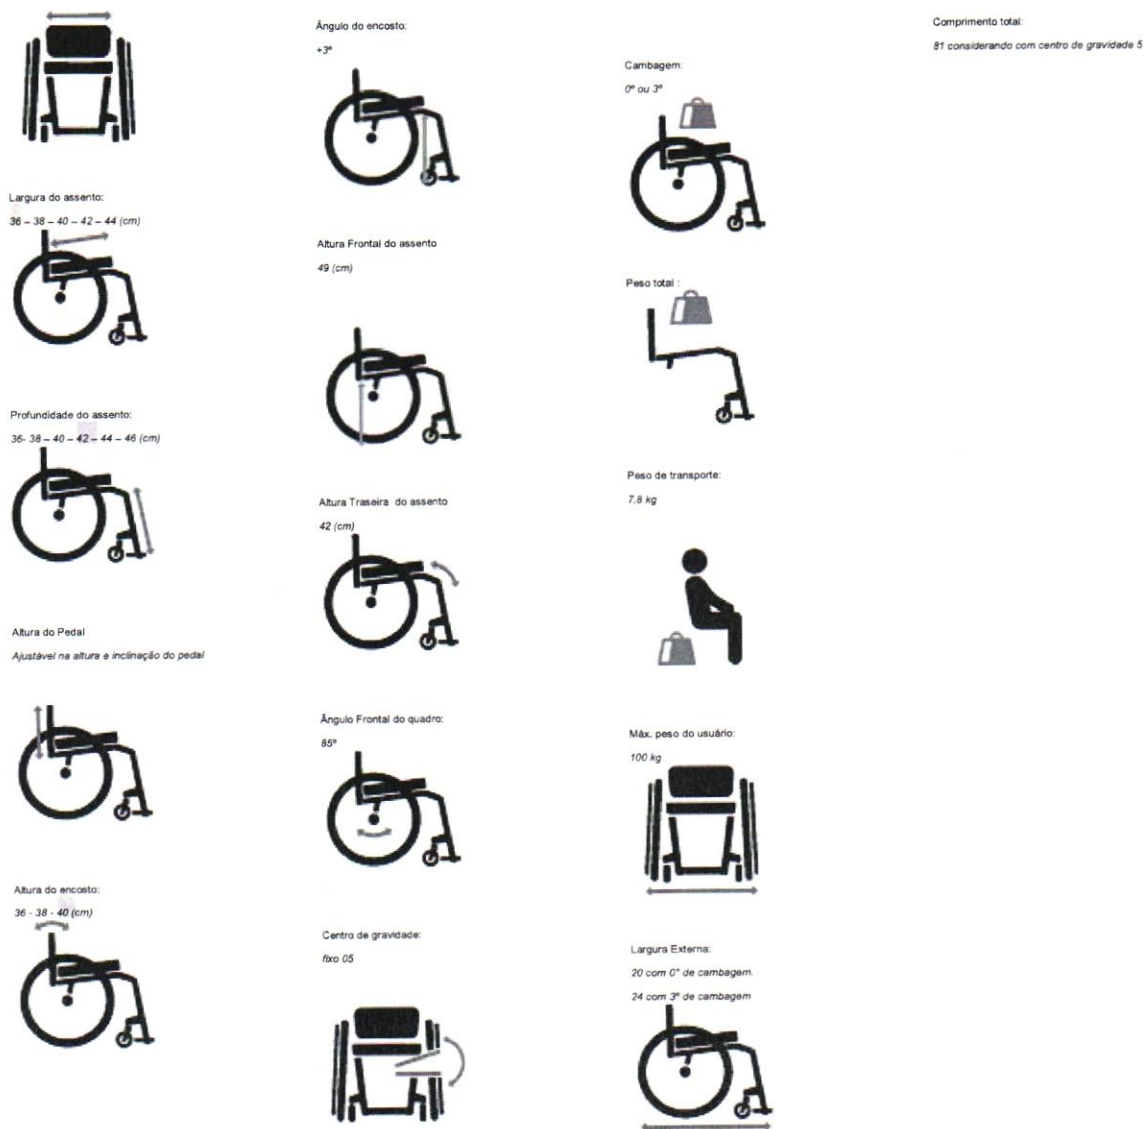 Largura do assento:
36 – 38 – 40 – 42 – 44 (cm)
Profundidade do assento:
36- 38 – 40 – 42 – 44 – 46 (cm)
Altura do Pedal
Ajustável na altura e inclinação do pedal
Altura do encosto:
36 - 38 - 40 (cm)
Ângulo do encosto:
+3º
Altura Frontal do assento
49 (cm)
Altura Traseira do assento
42 (cm)
Ângulo Frontal do quadro:
85º
Centro de gravidade:
fixo 05
Cambagem:
0º ou 3º
Peso total :
Peso de transporte:
7,8 kg
Máx. peso do usuário:
100 kg
Largura Externa:
20 com 0° de cambagem.
24 com 3º de cambagem
Comprimento total:
81 considerando com centro de gravidade 5